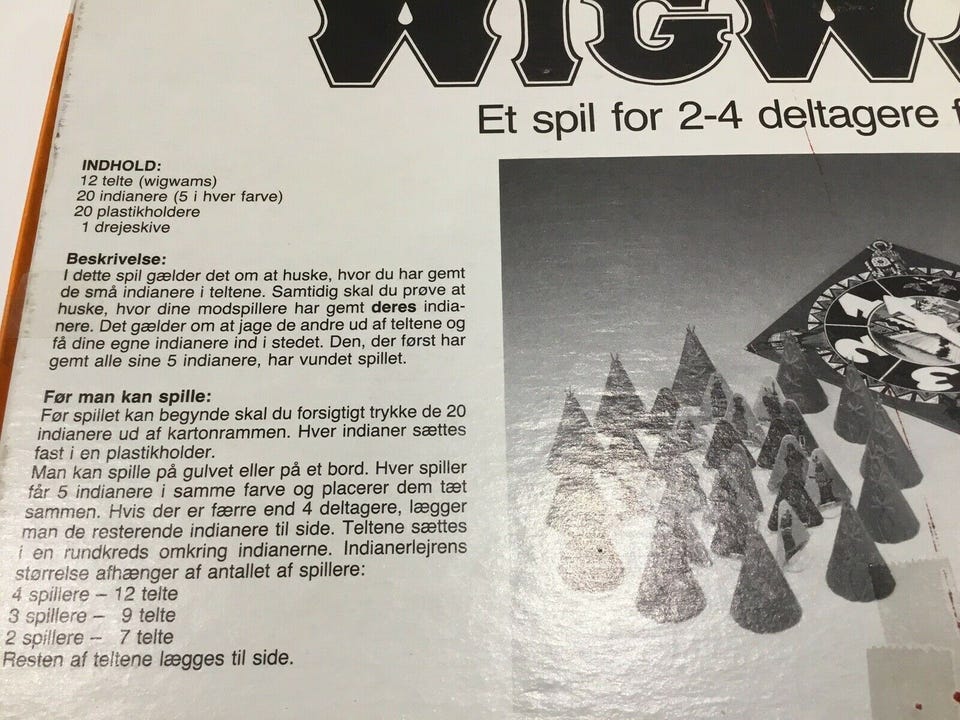 WIGW
Et spil for 2-4 deltagere
INDHOLD:
12 telte (wigwams)
20 indianere (5 i hver farve)
20 plastikholdere
1 drejeskive
Beskrivelse:
I dette spil gælder det om at huske, hvor du har gemt
de små indianere i teltene. Samtidig skal du prøve at
huske, hvor dine modspillere har gemt deres india-
nere. Det gælder om at jage de andre ud af teltene og
få dine egne indianere ind i stedet. Den, der først har
gemt alle sine 5 indianere, har vundet spillet.
Før man kan spille:
Før spillet kan begynde skal du forsigtigt trykke de 20
indianere ud af kartonrammen. Hver indianer sættes
fast i en plastikholder.
Man kan spille på gulvet eller på et bord. Hver spiller
får 5 indianere i samme farve og placerer dem tæt
sammen. Hvis der er færre end 4 deltagere, lægger
man de resterende indianere til side. Teltene sættes
i en rundkreds omkring indianerne. Indianerlejrens
størrelse afhænger af antallet af spillere:
4 spillere – 12 telte
3 spillere – 9 telte
2 spillere – 7 telte
Resten af teltene lægges til side.